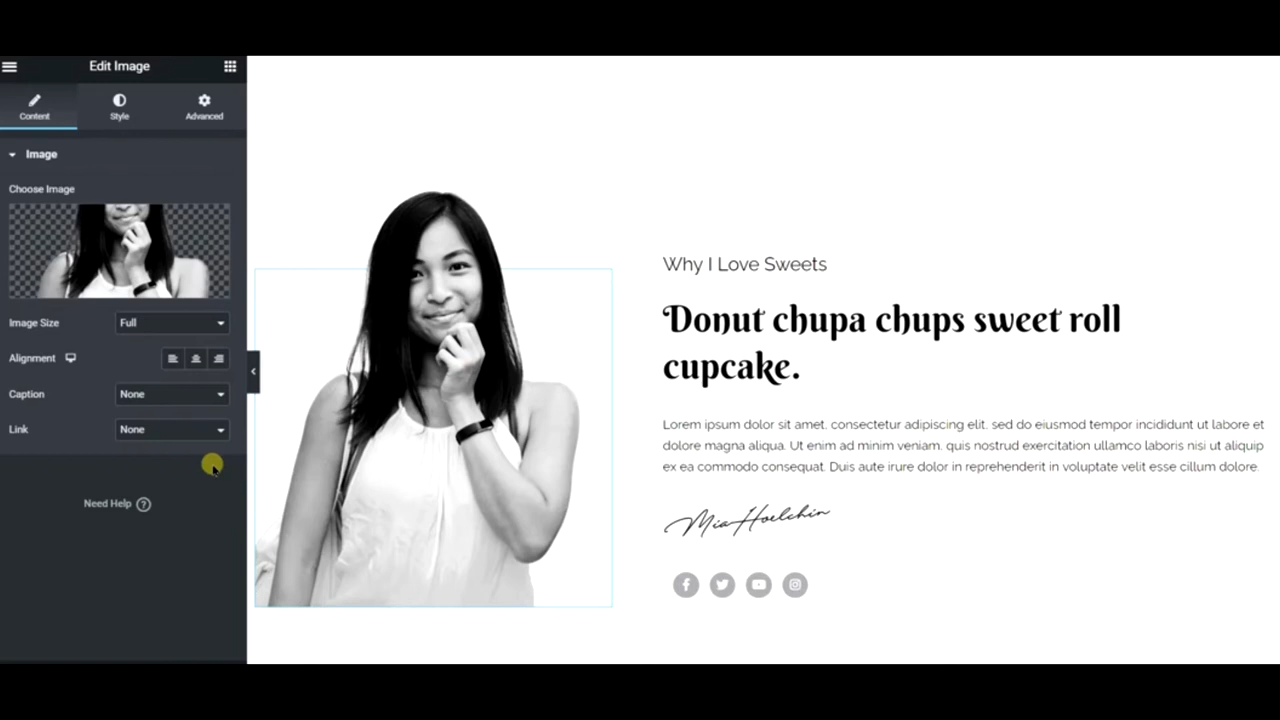 Edit Image
Content
Style
Advanced
Image
Choose Image
Image Size
Full
Alignment
Caption
None
Link
None
Need Help ?
Why I Love Sweets
Donut chupa chups sweet roll
cupcake.
Lorem ipsum dolor sit amet, consectetur adipiscing elit, sed do eiusmod tempor incididunt ut labore et
dolore magna aliqua. Ut enim ad minim veniam, quis nostrud exercitation ullamco laboris nisi ut aliquip
ex ea commodo consequat. Duis aute irure dolor in reprehenderit in voluptate velit esse cillum dolore.
Mia Hoelchin